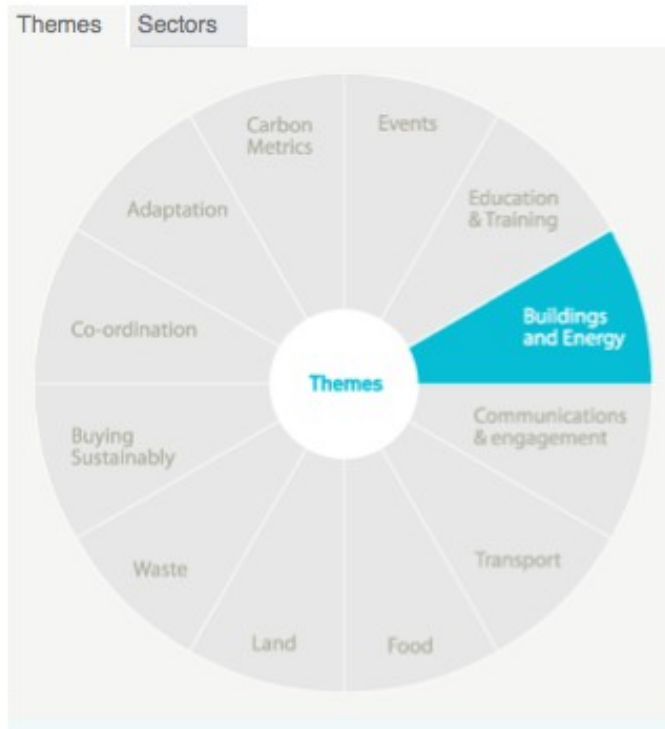 Themes Sectors
Carbon
Metrics
Events
Education
& Training
Adaptation
Buildings
and Energy
Co-ordination
Themes
Communications
& engagement
Buying
Sustainably
Transport
Waste
Land
Food